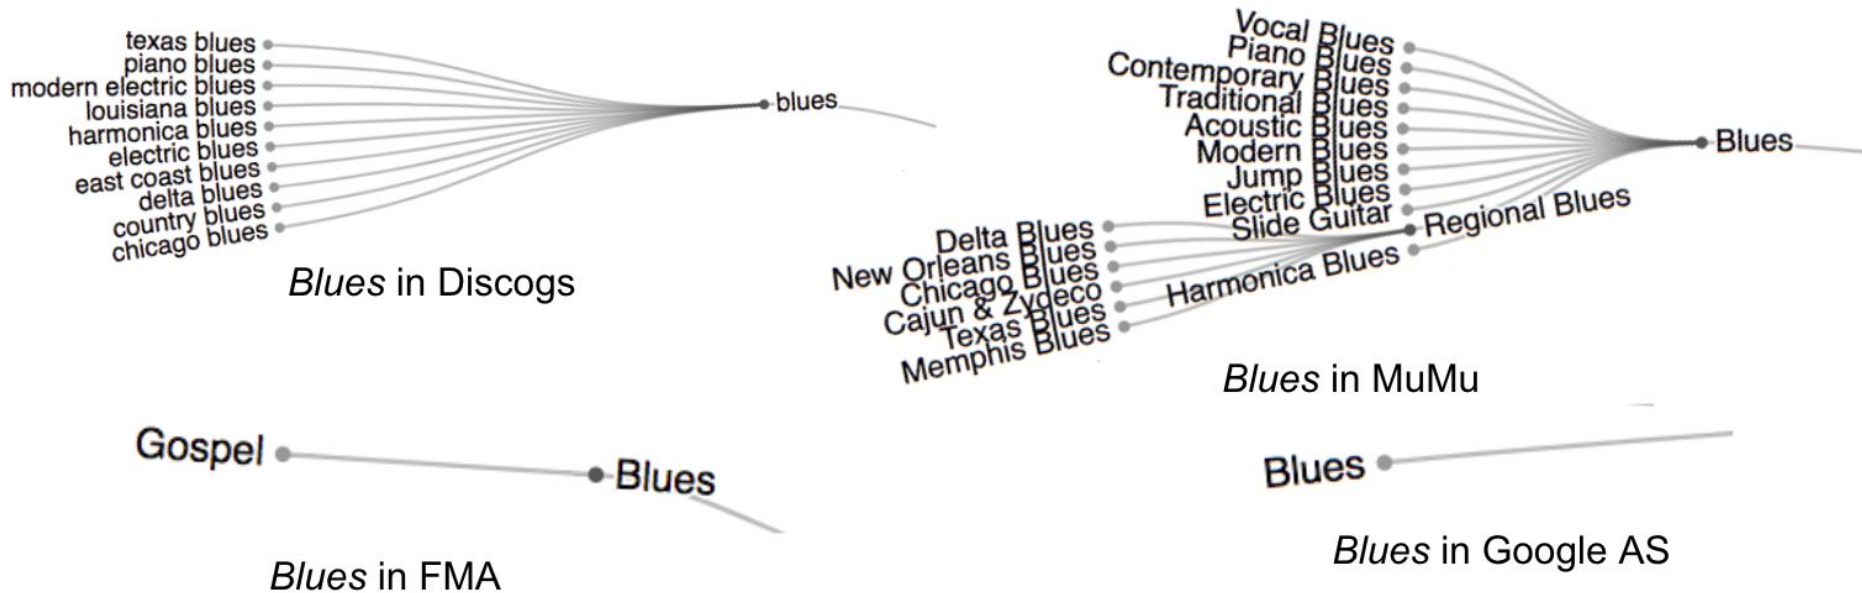 texas blues
piano blues
modern electric blues
louisiana blues
harmonica blues
electric blues
east coast blues
delta blues
country blues
chicago blues
blues
Blues in Discogs
Vocal Blues
Piano Blues
Contemporary Blues
Traditional Blues
Acoustic Blues
Modern Blues
Jump Blues
Electric Blues
Slide Guitar
Regional Blues
Harmonica Blues
Blues
Delta Blues
New Orleans Blues
Chicago Blues
Cajun & Zydeco
Texas Blues
Memphis Blues
Blues in MuMu
Gospel
Blues
Blues in FMA
Blues
Blues in Google AS